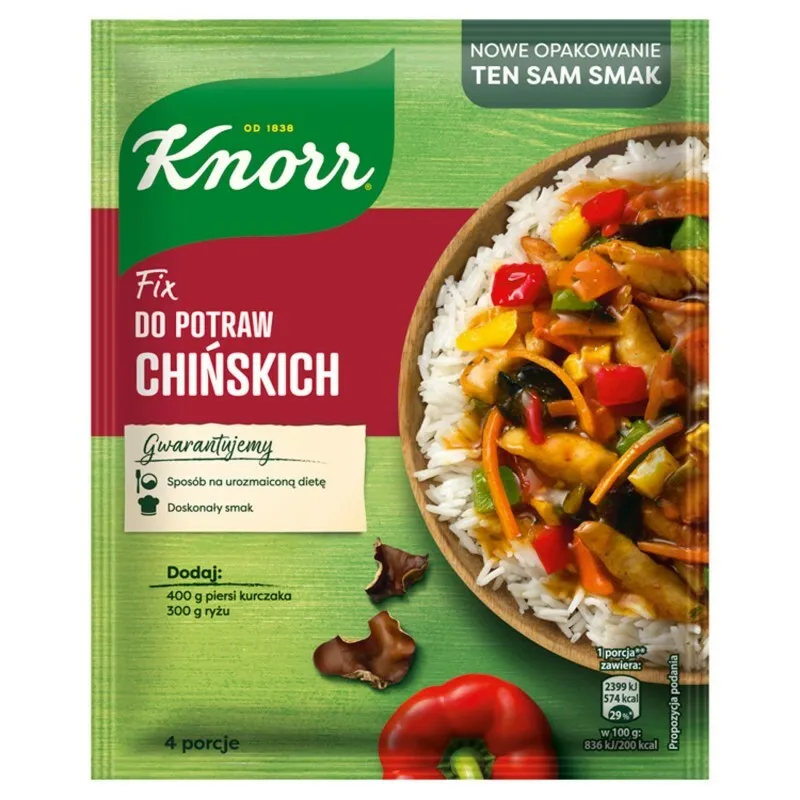 NOWE OPAKOWANIE
TEN SAM SMAK
OD 1838
Knorr®
Fix
DO POTRAW
CHIŃSKICH
Gwarantujemy
Sposób na urozmaiconą dietę
Doskonały smak
Dodaj:
400 g piersi kurczaka
300 g ryżu
4 porcje
1 porcja**
zawiera:
2399 kJ
574 kcal
29%*
w 100 g:
836 kJ/200 kcal
Propozycja podania